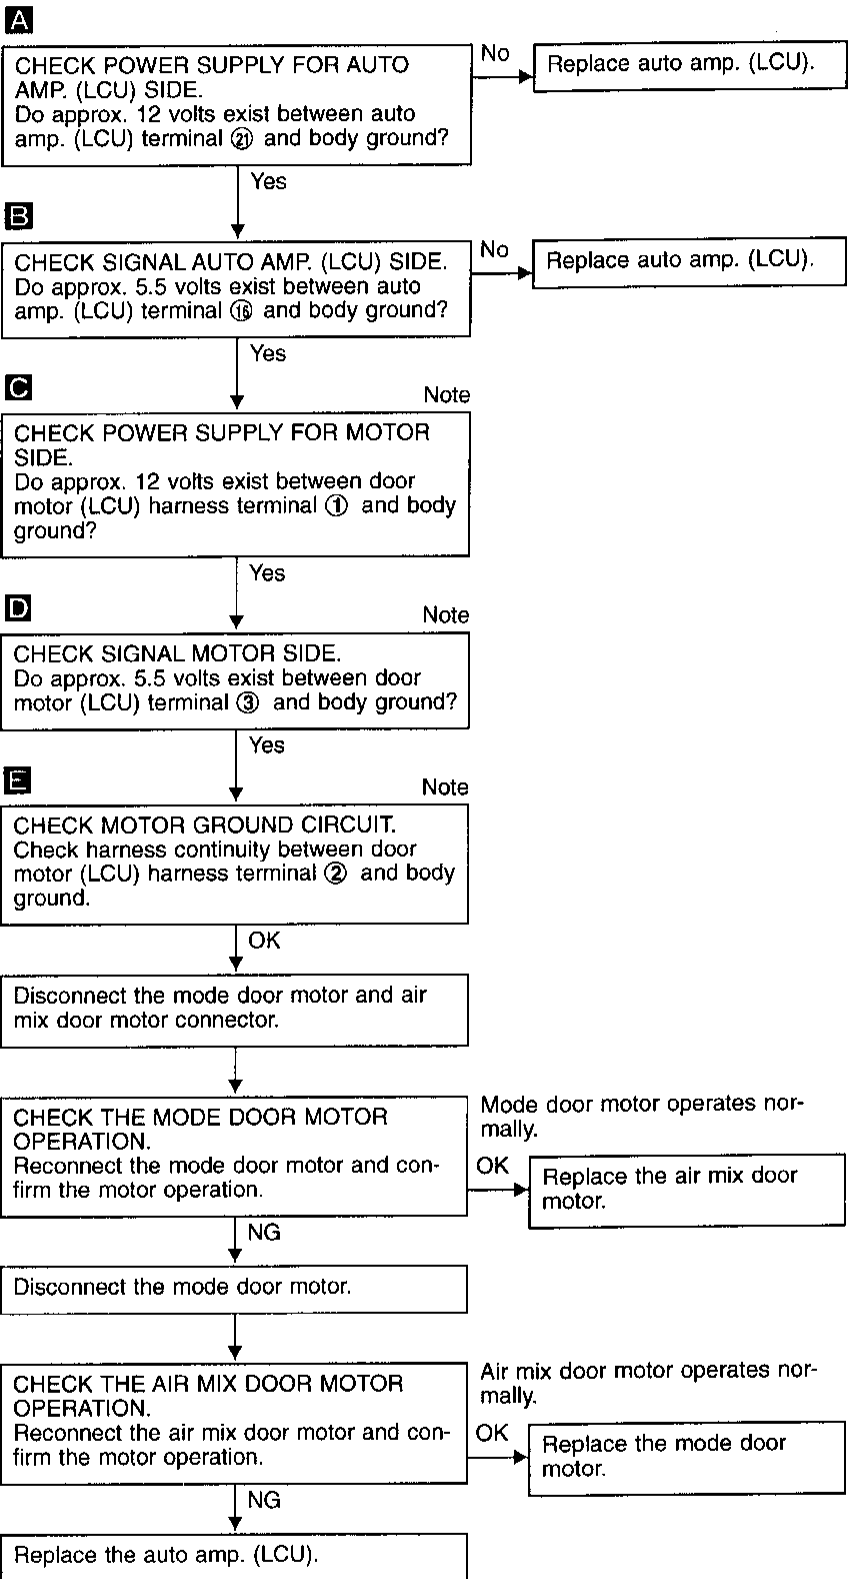 A
CHECK POWER SUPPLY FOR AUTO
AMP. (LCU) SIDE.
Do approx. 12 volts exist between auto
amp. (LCU) terminal ㉑ and body ground?
No
Replace auto amp. (LCU).
Yes
B
CHECK SIGNAL AUTO AMP. (LCU) SIDE.
Do approx. 5.5 volts exist between auto
amp. (LCU) terminal ⑯ and body ground?
No
Replace auto amp. (LCU).
Yes
C
Note
CHECK POWER SUPPLY FOR MOTOR
SIDE.
Do approx. 12 volts exist between door
motor (LCU) harness terminal ① and body
ground?
Yes
D
Note
CHECK SIGNAL MOTOR SIDE.
Do approx. 5.5 volts exist between door
motor (LCU) terminal ③ and body ground?
Yes
E
Note
CHECK MOTOR GROUND CIRCUIT.
Check harness continuity between door
motor (LCU) harness terminal ② and body
ground.
OK
Disconnect the mode door motor and air
mix door motor connector.
CHECK THE MODE DOOR MOTOR
OPERATION.
Reconnect the mode door motor and con-
firm the motor operation.
Mode door motor operates nor-
mally.
OK
Replace the air mix door
motor.
NG
Disconnect the mode door motor.
CHECK THE AIR MIX DOOR MOTOR
OPERATION.
Reconnect the air mix door motor and con-
firm the motor operation.
Air mix door motor operates nor-
mally.
OK
Replace the mode door
motor.
NG
Replace the auto amp. (LCU).